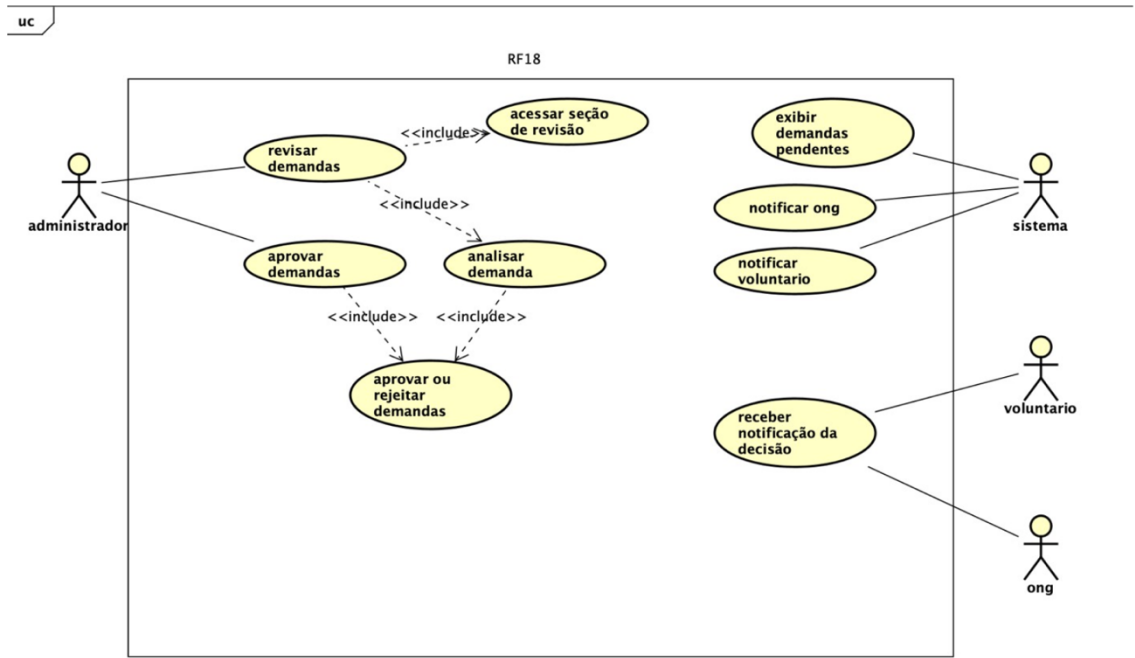 uc
RF18
acessar seção
de revisão
<<include>>
revisar
demandas
exibir
demandas
pendentes
<<include>>
notificar ong
administrador
sistema
aprovar
demandas
analisar
demanda
notificar
voluntario
<<include>>
<<include>>
aprovar ou
rejeitar
demandas
voluntario
receber
notificação da
decisão
ong